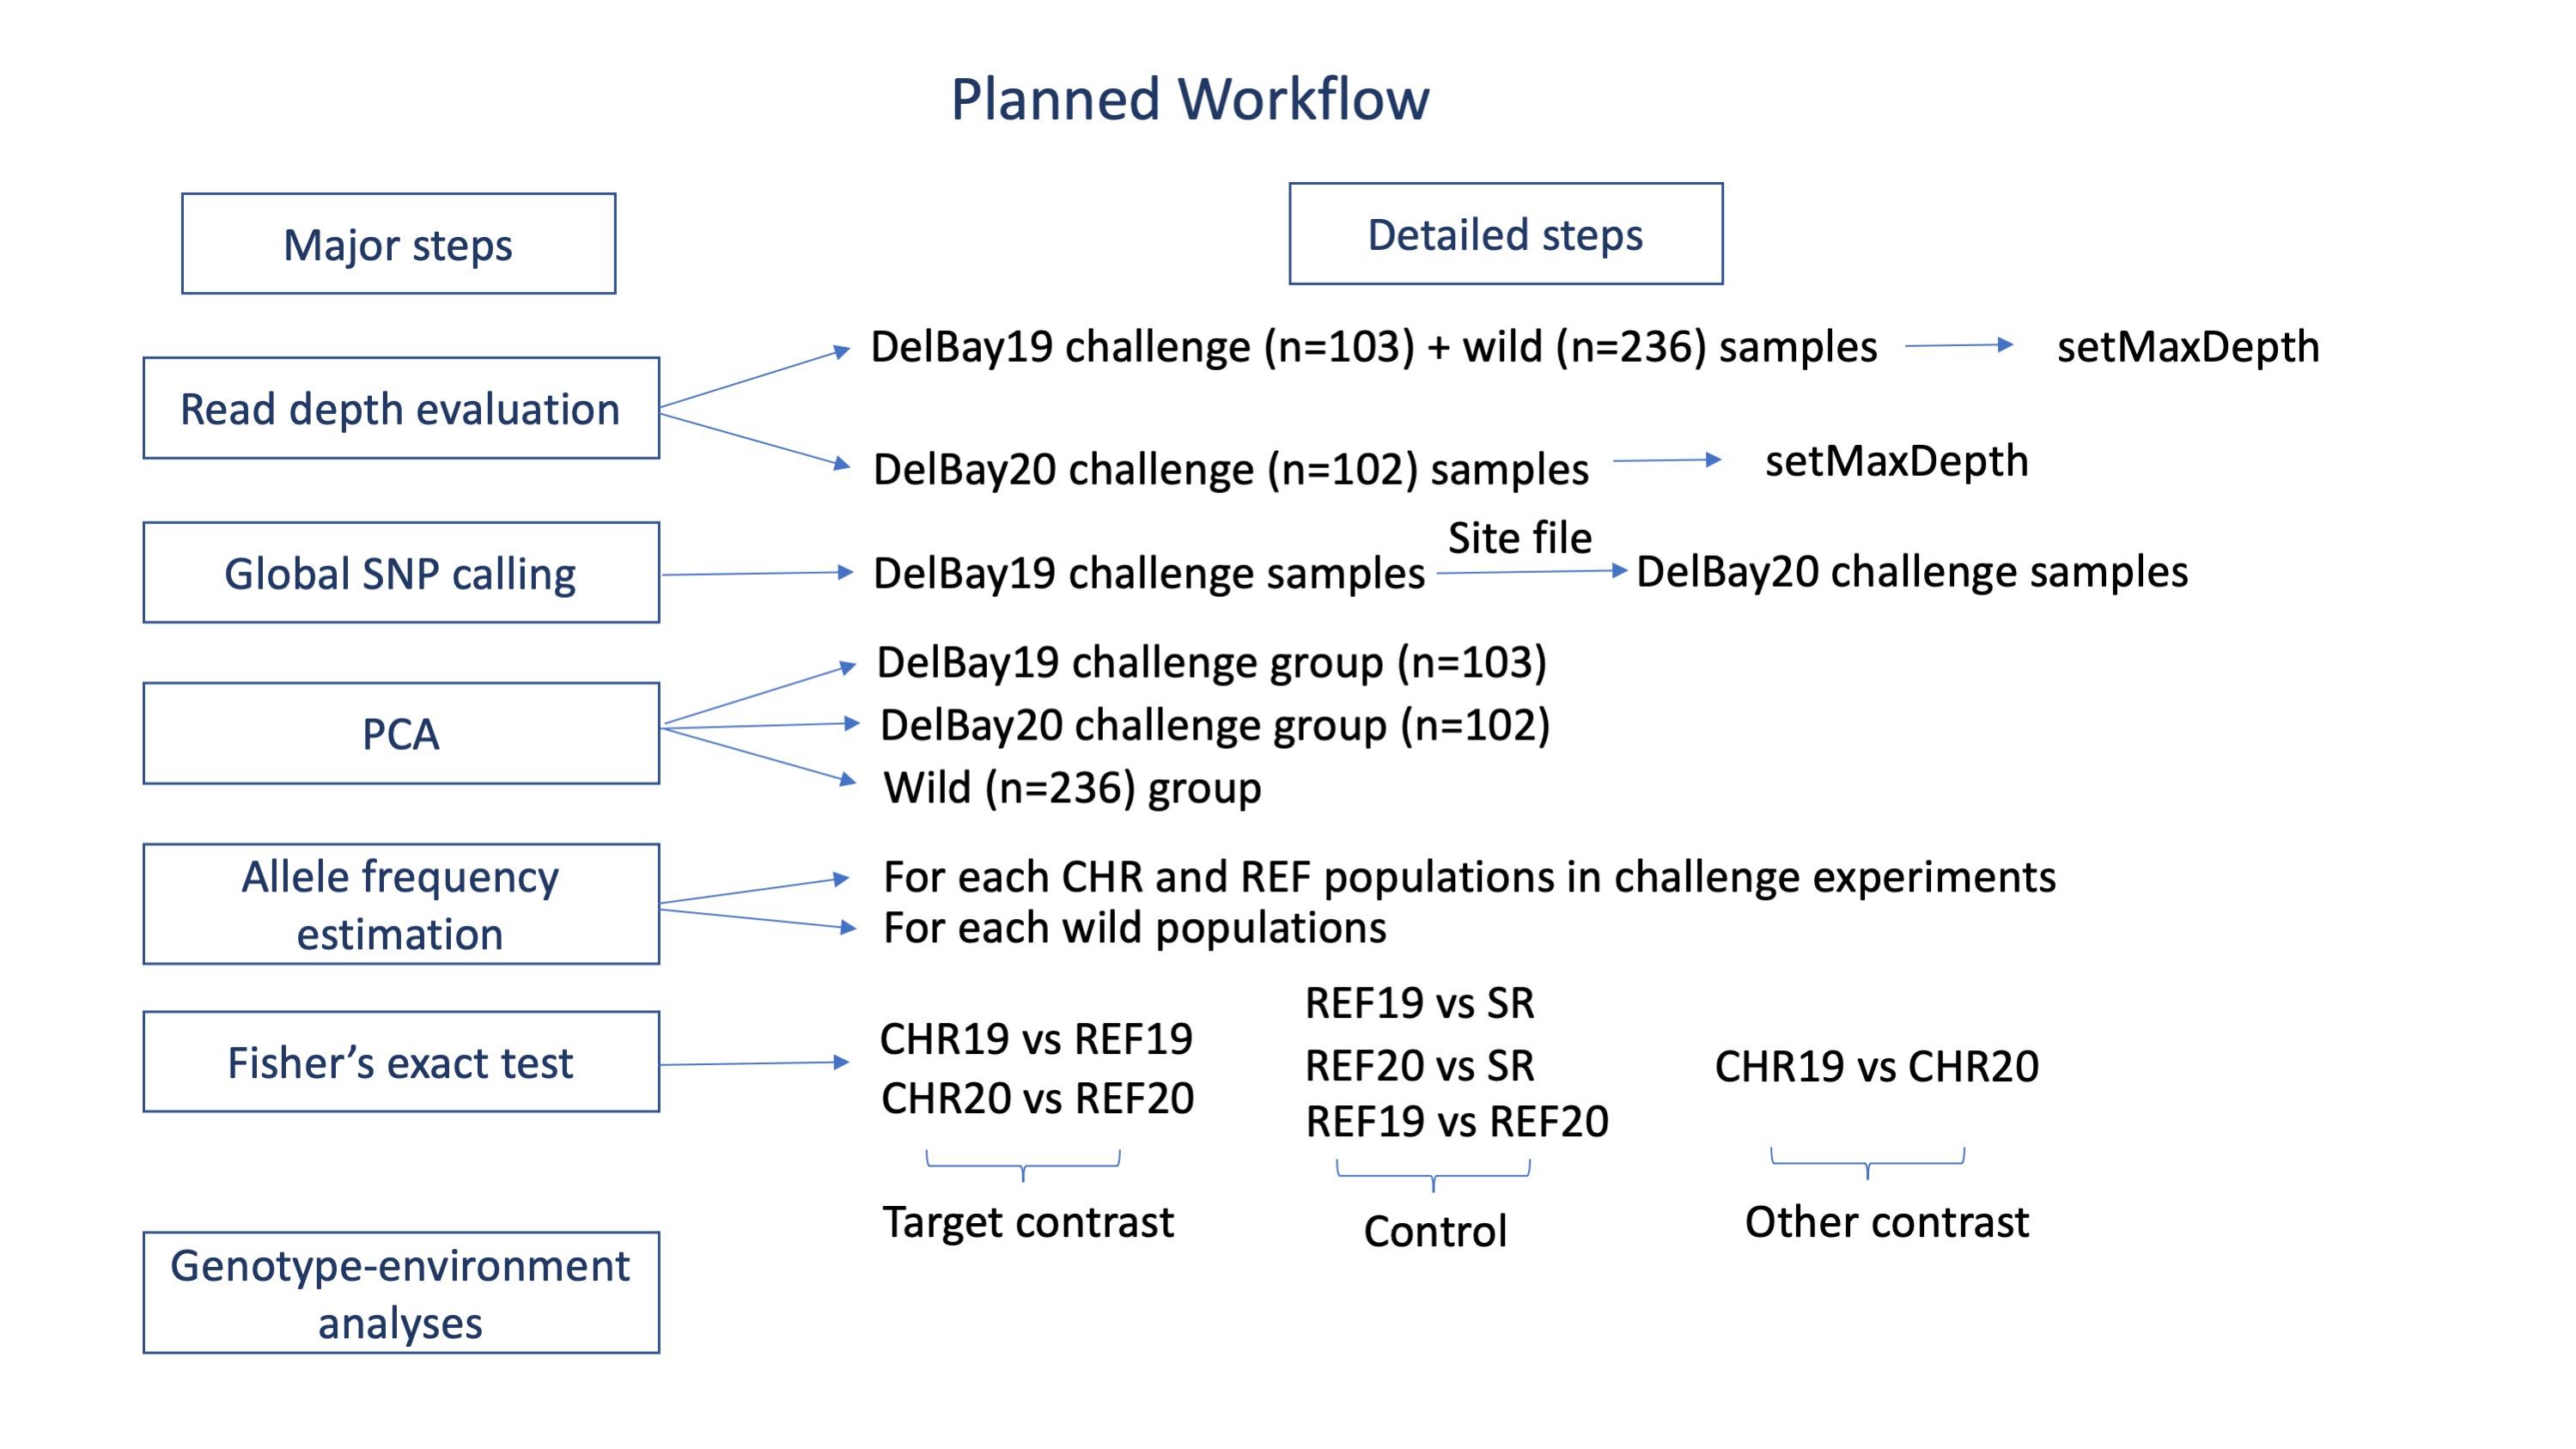 Planned Workflow
Major steps
Detailed steps
Read depth evaluation
DelBay19 challenge (n=103) + wild (n=236) samples
setMaxDepth
DelBay20 challenge (n=102) samples
setMaxDepth
Global SNP calling
DelBay19 challenge samples
Site file
DelBay20 challenge samples
PCA
DelBay19 challenge group (n=103)
DelBay20 challenge group (n=102)
Wild (n=236) group
Allele frequency
estimation
For each CHR and REF populations in challenge experiments
For each wild populations
Fisher’s exact test
CHR19 vs REF19
CHR20 vs REF20
Target contrast
REF19 vs SR
REF20 vs SR
REF19 vs REF20
Control
CHR19 vs CHR20
Other contrast
Genotype-environment
analyses